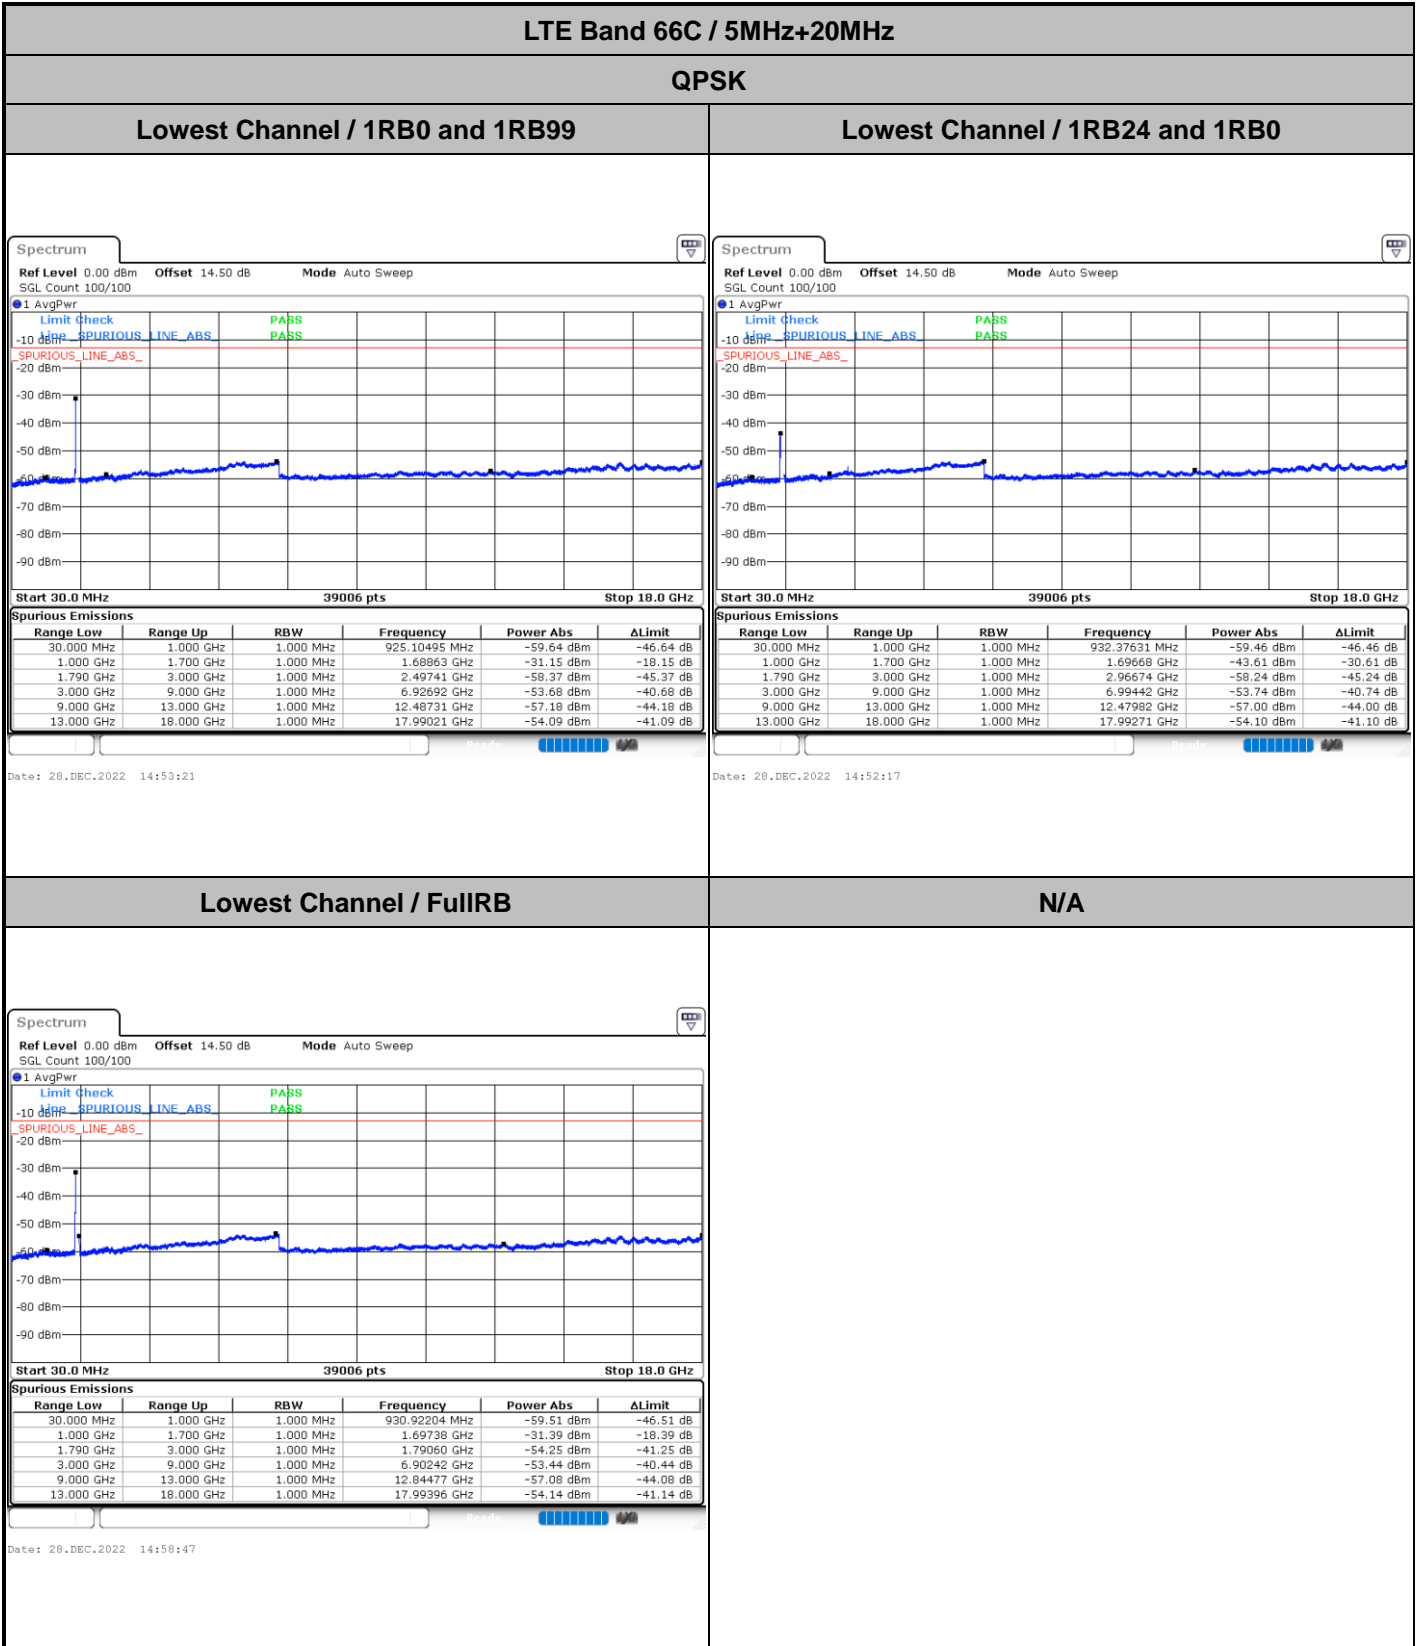 LTE Band 66C / 5MHz+20MHz
QPSK
Lowest Channel / 1RB0 and 1RB99
Lowest Channel / 1RB24 and 1RB0
Spectrum
Ref Level 0.00 dBm Offset 14.50 dB Mode Auto Sweep
SGL Count 100/100
1 AvgPwr
Limit Check PASS
Line _SPURIOUS_LINE_ABS_ PASS
-10 dBm
_SPURIOUS_LINE_ABS_
-20 dBm
-30 dBm
-40 dBm
-50 dBm
-60 dBm
-70 dBm
-80 dBm
-90 dBm
Start 30.0 MHz 39006 pts Stop 18.0 GHz
Spurious Emissions
Range Low Range Up RBW Frequency Power Abs ΔLimit
30.000 MHz 1.000 GHz 1.000 MHz 925.10495 MHz -59.64 dBm -46.64 dB
1.000 GHz 1.700 GHz 1.000 MHz 1.68863 GHz -31.15 dBm -18.15 dB
1.790 GHz 3.000 GHz 1.000 MHz 2.49741 GHz -58.37 dBm -45.37 dB
3.000 GHz 9.000 GHz 1.000 MHz 6.92692 GHz -53.68 dBm -40.68 dB
9.000 GHz 13.000 GHz 1.000 MHz 12.48731 GHz -57.18 dBm -44.18 dB
13.000 GHz 18.000 GHz 1.000 MHz 17.99021 GHz -54.09 dBm -41.09 dB
Ready
Date: 28.DEC.2022 14:53:21
Spectrum
Ref Level 0.00 dBm Offset 14.50 dB Mode Auto Sweep
SGL Count 100/100
1 AvgPwr
Limit Check PASS
Line _SPURIOUS_LINE_ABS_ PASS
-10 dBm
_SPURIOUS_LINE_ABS_
-20 dBm
-30 dBm
-40 dBm
-50 dBm
-60 dBm
-70 dBm
-80 dBm
-90 dBm
Start 30.0 MHz 39006 pts Stop 18.0 GHz
Spurious Emissions
Range Low Range Up RBW Frequency Power Abs ΔLimit
30.000 MHz 1.000 GHz 1.000 MHz 932.37631 MHz -59.46 dBm -46.46 dB
1.000 GHz 1.700 GHz 1.000 MHz 1.69668 GHz -43.61 dBm -30.61 dB
1.790 GHz 3.000 GHz 1.000 MHz 2.96674 GHz -58.24 dBm -45.24 dB
3.000 GHz 9.000 GHz 1.000 MHz 6.99442 GHz -53.74 dBm -40.74 dB
9.000 GHz 13.000 GHz 1.000 MHz 12.47982 GHz -57.00 dBm -44.00 dB
13.000 GHz 18.000 GHz 1.000 MHz 17.99271 GHz -54.10 dBm -41.10 dB
Ready
Date: 28.DEC.2022 14:52:17
Lowest Channel / FullRB
N/A
Spectrum
Ref Level 0.00 dBm Offset 14.50 dB Mode Auto Sweep
SGL Count 100/100
1 AvgPwr
Limit Check PASS
Line _SPURIOUS_LINE_ABS_ PASS
-10 dBm
_SPURIOUS_LINE_ABS_
-20 dBm
-30 dBm
-40 dBm
-50 dBm
-60 dBm
-70 dBm
-80 dBm
-90 dBm
Start 30.0 MHz 39006 pts Stop 18.0 GHz
Spurious Emissions
Range Low Range Up RBW Frequency Power Abs ΔLimit
30.000 MHz 1.000 GHz 1.000 MHz 930.92204 MHz -59.51 dBm -46.51 dB
1.000 GHz 1.700 GHz 1.000 MHz 1.69738 GHz -31.39 dBm -18.39 dB
1.790 GHz 3.000 GHz 1.000 MHz 1.79060 GHz -54.25 dBm -41.25 dB
3.000 GHz 9.000 GHz 1.000 MHz 6.90242 GHz -53.44 dBm -40.44 dB
9.000 GHz 13.000 GHz 1.000 MHz 12.84477 GHz -57.08 dBm -44.08 dB
13.000 GHz 18.000 GHz 1.000 MHz 17.99396 GHz -54.14 dBm -41.14 dB
Ready
Date: 28.DEC.2022 14:58:47